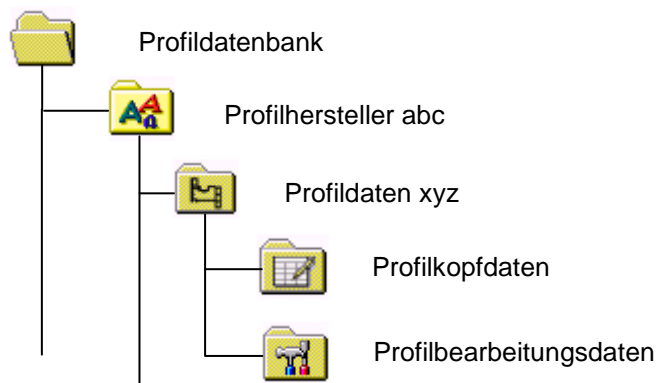 Profildatenbank
Profilhersteller abc
Profildaten xyz
Profilkopfdaten
Profilbearbeitungsdaten